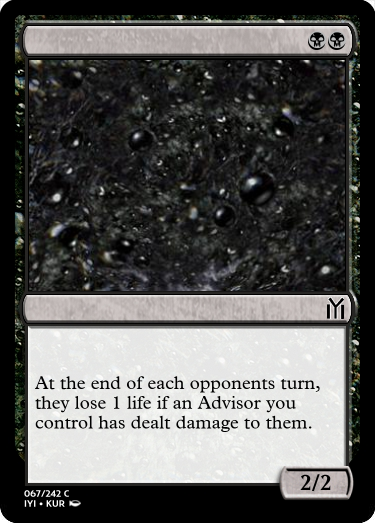 At the end of each opponents turn,
they lose 1 life if an Advisor you
control has dealt damage to them.
2/2
067/242 C
IYI • KUR